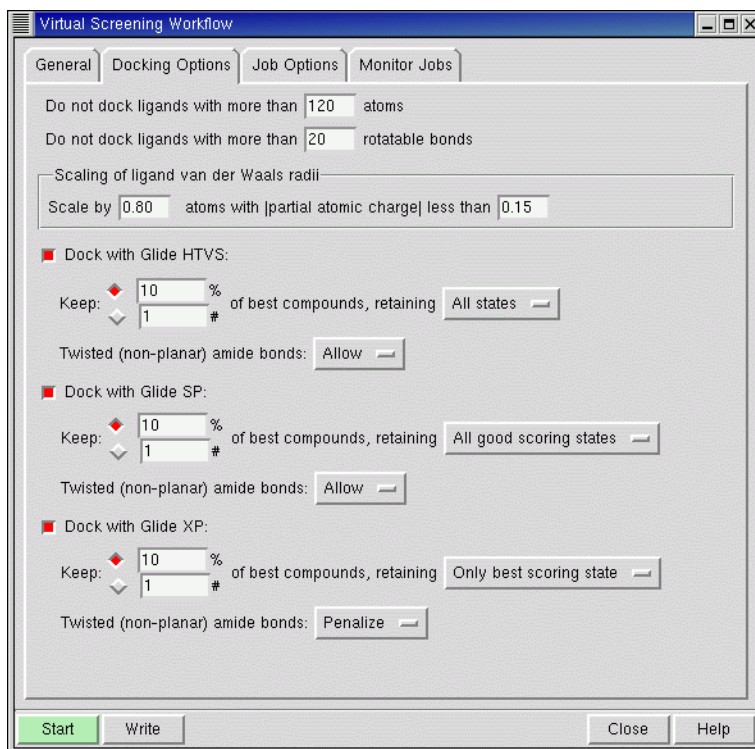 Virtual Screening Workflow
General Docking Options Job Options Monitor Jobs
Do not dock ligands with more than 120 atoms
Do not dock ligands with more than 20 rotatable bonds
Scaling of ligand van der Waals radii
Scale by 0.80 atoms with |partial atomic charge| less than 0.15
Dock with Glide HTVS:
10 %
Keep: of best compounds, retaining All states
1 #
Twisted (non-planar) amide bonds: Allow
Dock with Glide SP:
10 %
Keep: of best compounds, retaining All good scoring states
1 #
Twisted (non-planar) amide bonds: Allow
Dock with Glide XP:
10 %
Keep: of best compounds, retaining Only best scoring state
1 #
Twisted (non-planar) amide bonds: Penalize
Start Write Close Help